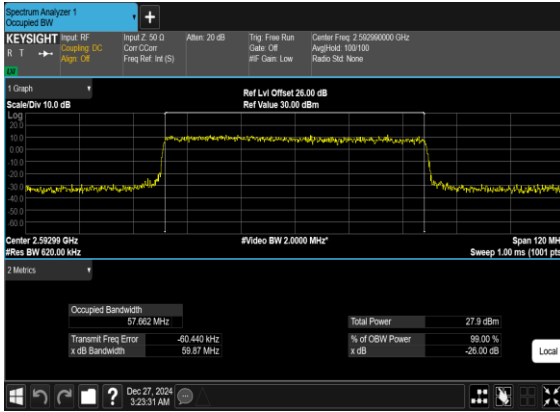 Spectrum Analyzer 1
Occupied BW
+
KEYSIGHT Input: RF Input Z: 50 Ω Atten: 20 dB Trig: Free Run Center Freq: 2.592990000 GHz
R T Coupling: DC Corr CCorr Gate: Off Avg|Hold: 100/100
Align: Off Freq Ref: Int (S) #IF Gain: Low Radio Std: None
1 Graph Ref Lvl Offset 26.00 dB
Scale/Div 10.0 dB Ref Value 30.00 dBm
Log
20.0
10.0
0.00
-10.0
-20.0
-30.0
-40.0
-50.0
-60.0
Center 2.59299 GHz #Video BW 2.0000 MHz* Span 120 MH
#Res BW 620.00 kHz Sweep 1.00 ms (1001 pts
2 Metrics
Occupied Bandwidth
57.662 MHz Total Power 27.9 dBm
Transmit Freq Error -60.440 kHz % of OBW Power 99.00 %
x dB Bandwidth 59.87 MHz x dB -26.00 dB
Local
? Dec 27, 2024
3:23:31 AM